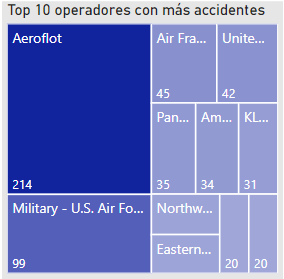 Top 10 operadores con más accidentes
Aeroflot
214
Military - U.S. Air Fo...
99
Air Fra...
45
Unite...
42
Pan...
35
Am...
34
KL...
31
Northw...
Eastern...
20
20